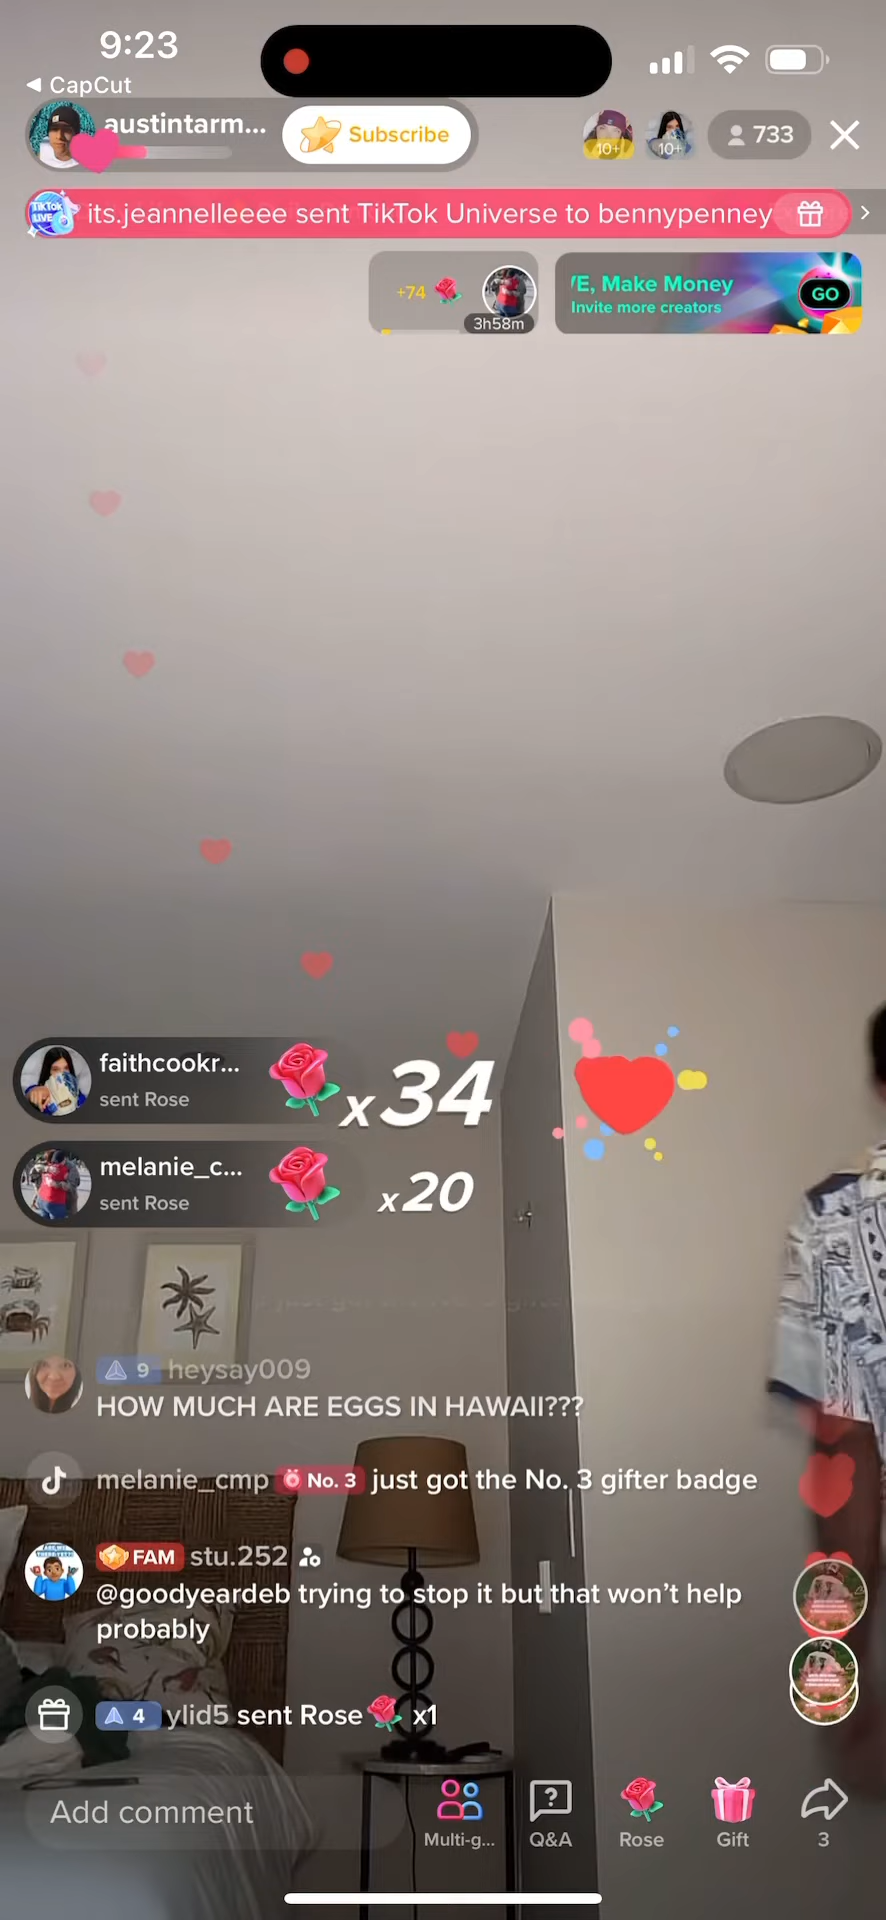 9:23
◀ CapCut
austintarm...
Subscribe
10+
10+
733
TikTok LIVE
its.jeannelleeee sent TikTok Universe to bennypenney
+74
3h58m
E, Make Money
Invite more creators
GO
faithcookr...
sent Rose
x34
melanie_c...
sent Rose
x20
9 heysay009
HOW MUCH ARE EGGS IN HAWAII???
melanie_cmp No. 3 just got the No. 3 gifter badge
FAM stu.252
@goodyeardeb trying to stop it but that won’t help
probably
4 ylid5 sent Rose x1
Add comment
Multi-g...
Q&A
Rose
Gift
3